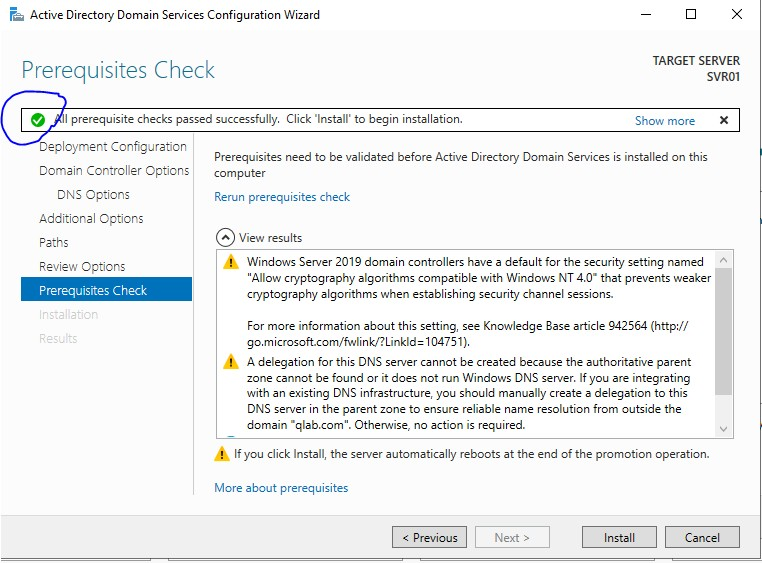 Active Directory Domain Services Configuration Wizard
Prerequisites Check
TARGET SERVER
SVR01
All prerequisite checks passed successfully. Click 'Install' to begin installation.
Show more
Deployment Configuration
Domain Controller Options
DNS Options
Additional Options
Paths
Review Options
Prerequisites Check
Installation
Results
Prerequisites need to be validated before Active Directory Domain Services is installed on this
computer
Rerun prerequisites check
View results
Windows Server 2019 domain controllers have a default for the security setting named
"Allow cryptography algorithms compatible with Windows NT 4.0" that prevents weaker
cryptography algorithms when establishing security channel sessions.
For more information about this setting, see Knowledge Base article 942564 (http://
go.microsoft.com/fwlink/?LinkId=104751).
A delegation for this DNS server cannot be created because the authoritative parent
zone cannot be found or it does not run Windows DNS server. If you are integrating
with an existing DNS infrastructure, you should manually create a delegation to this
DNS server in the parent zone to ensure reliable name resolution from outside the
domain "qlab.com". Otherwise, no action is required.
If you click Install, the server automatically reboots at the end of the promotion operation.
More about prerequisites
< Previous
Next >
Install
Cancel